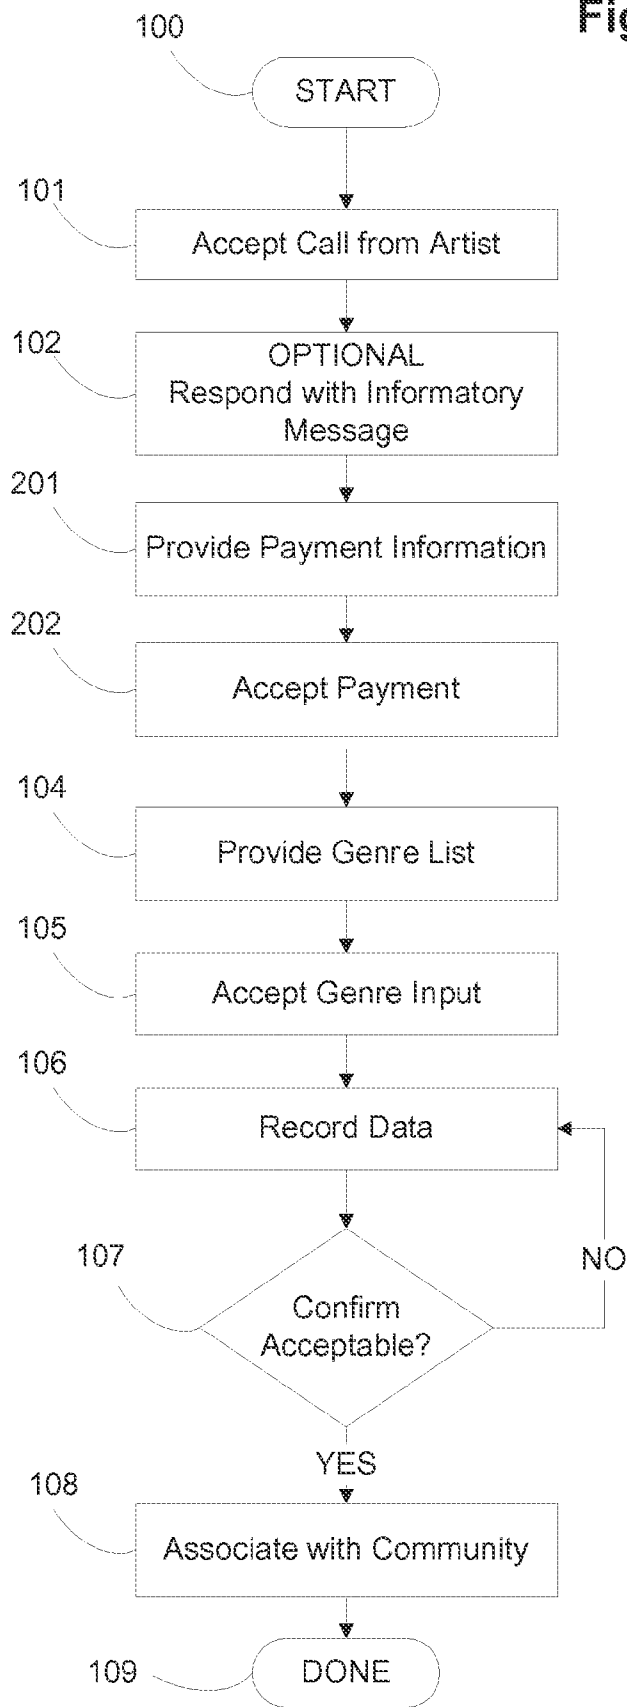 Fig
100
START
101
Accept Call from Artist
102
OPTIONAL
Respond with Informatory
Message
201
Provide Payment Information
202
Accept Payment
104
Provide Genre List
105
Accept Genre Input
106
Record Data
107
Confirm
Acceptable?
NO
YES
108
Associate with Community
109
DONE